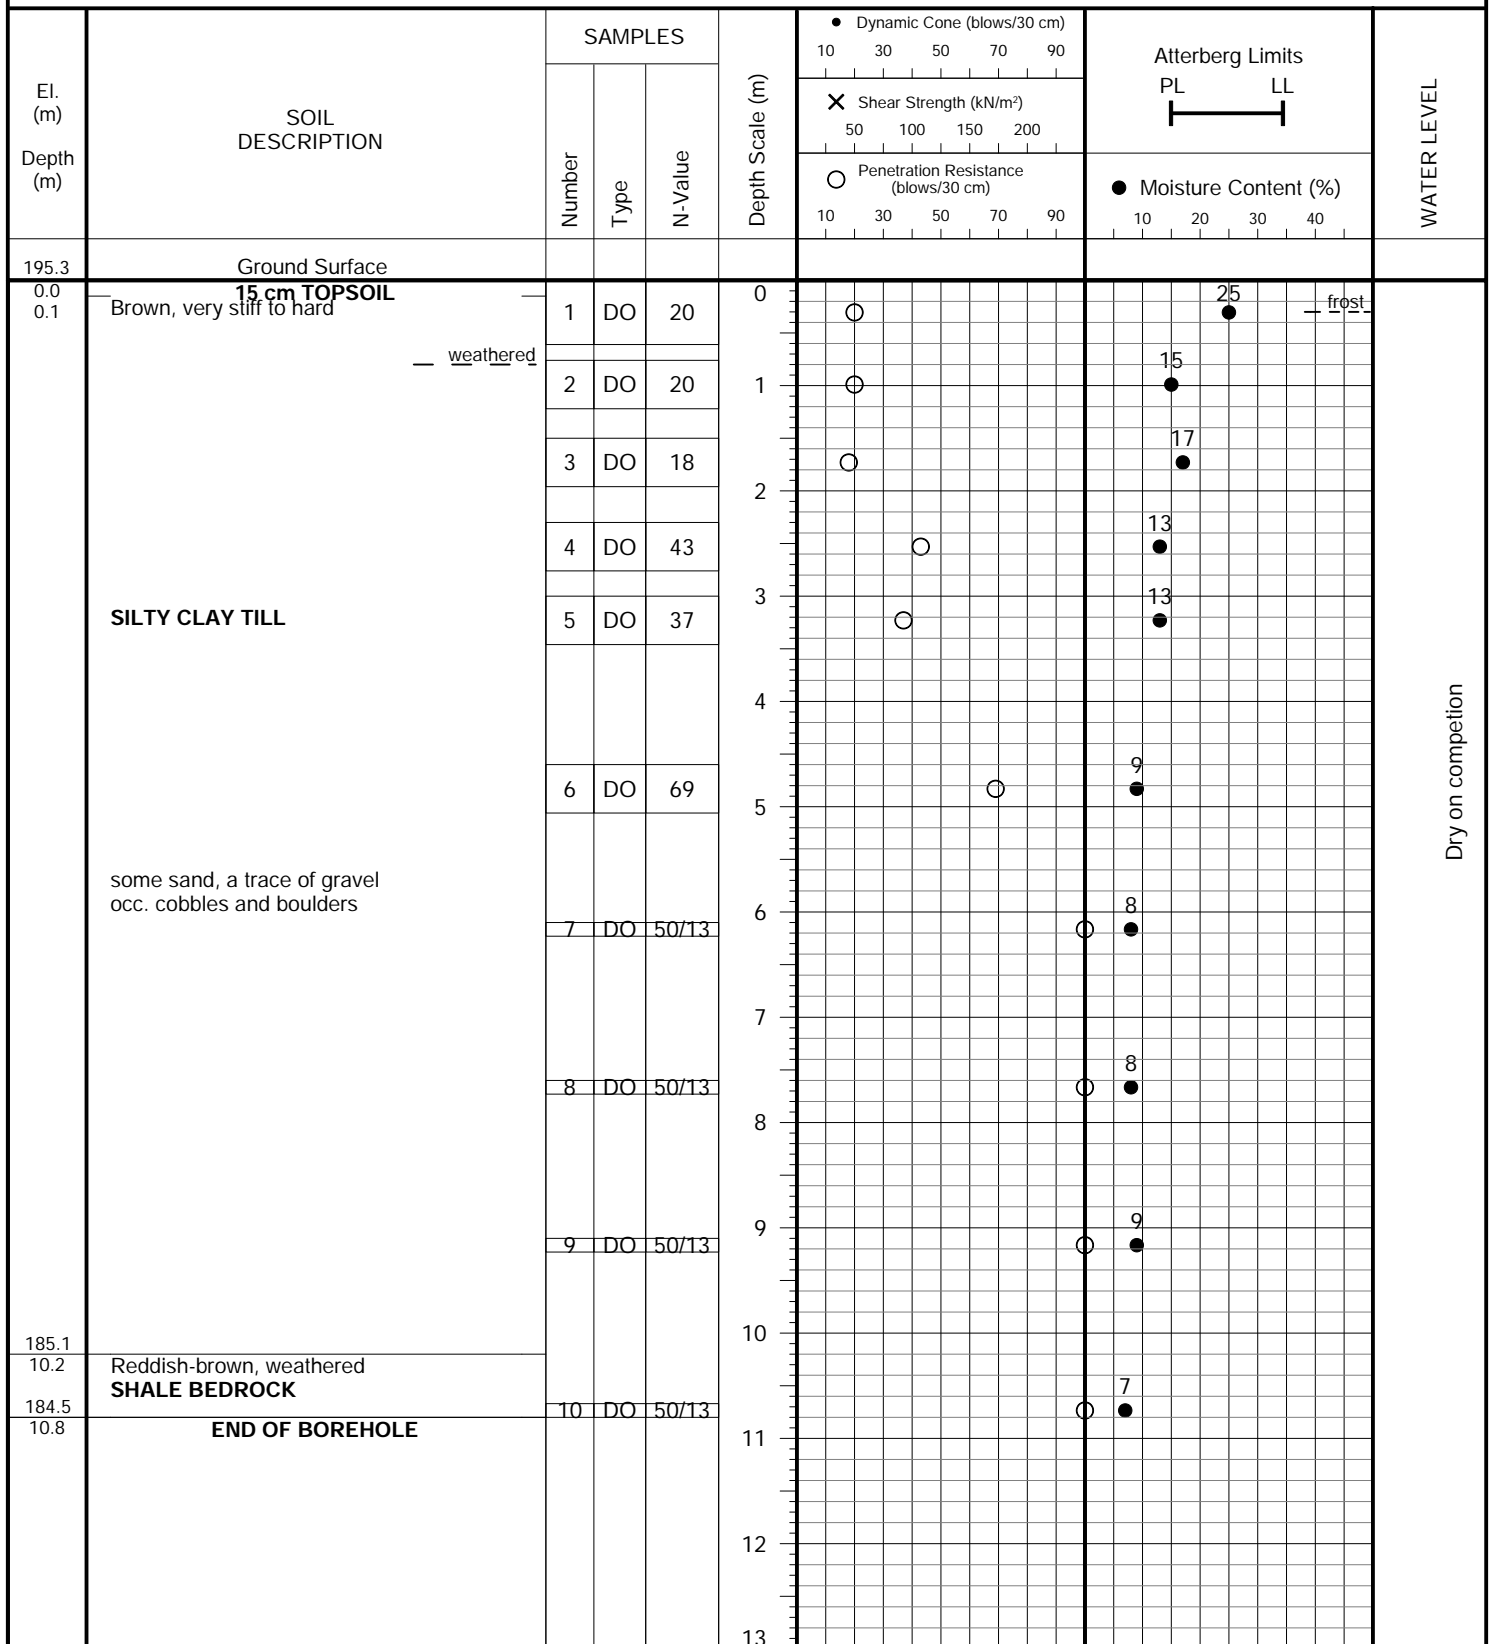 El.
(m)
Depth
(m)
SOIL
DESCRIPTION
SAMPLES
Number
Type
N-Value
Depth Scale (m)
Dynamic Cone (blows/30 cm)
10 30 50 70 90
Shear Strength (kN/m²)
50 100 150 200
Penetration Resistance
(blows/30 cm)
10 30 50 70 90
Atterberg Limits
PL LL
Moisture Content (%)
10 20 30 40
WATER LEVEL
195.3 Ground Surface
0.0 15 cm TOPSOIL 0
0.1 Brown, very stiff to hard
1 DO 20 25 frost
weathered
2 DO 20 1 15
3 DO 18 17
2
4 DO 43 13
3
SILTY CLAY TILL 5 DO 37 13
4
6 DO 69 9
5
Dry on competion
some sand, a trace of gravel
occ. cobbles and boulders
6
7 DO 50/13 8
7
8 DO 50/13 8
8
9
9 DO 50/13 9
10
185.1
10.2 Reddish-brown, weathered
SHALE BEDROCK
184.5 10 DO 50/13 7
10.8 END OF BOREHOLE
11
12
13